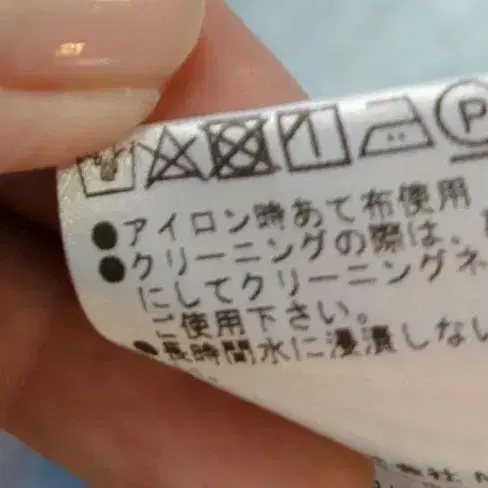 P
●アイロン時あて布使用
●クリーニングの際は、
にしてクリーニングネ
ご使用下さい。
●長時間水に浸漬しない